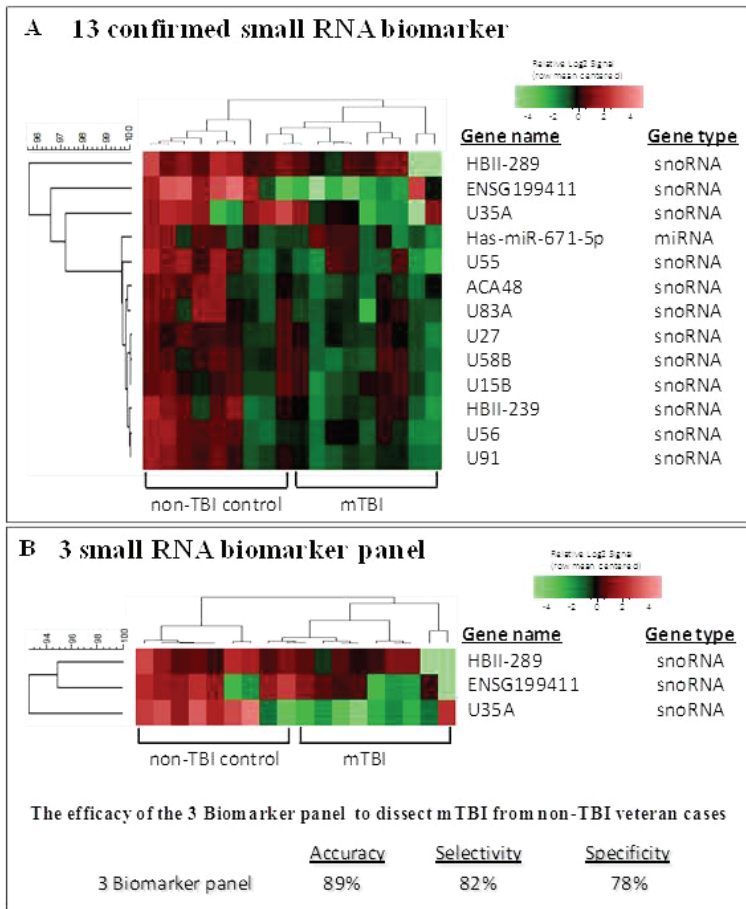 A 13 confirmed small RNA biomarker
Relative Log2 Signal
(row mean centered)
-4 -2 0 2 4
96 97 98 99 100
Gene name Gene type
HBII-289 snoRNA
ENSG199411 snoRNA
U35A snoRNA
Has-miR-671-5p miRNA
U55 snoRNA
ACA48 snoRNA
U83A snoRNA
U27 snoRNA
U58B snoRNA
U15B snoRNA
HBII-239 snoRNA
U56 snoRNA
U91 snoRNA
non-TBI control mTBI
B 3 small RNA biomarker panel
Relative Log2 Signal
(row mean centered)
-4 -2 0 2 4
94 96 98 100
Gene name Gene type
HBII-289 snoRNA
ENSG199411 snoRNA
U35A snoRNA
non-TBI control mTBI
The efficacy of the 3 Biomarker panel to dissect mTBI from non-TBI veteran cases
Accuracy Selectivity Specificity
3 Biomarker panel 89% 82% 78%